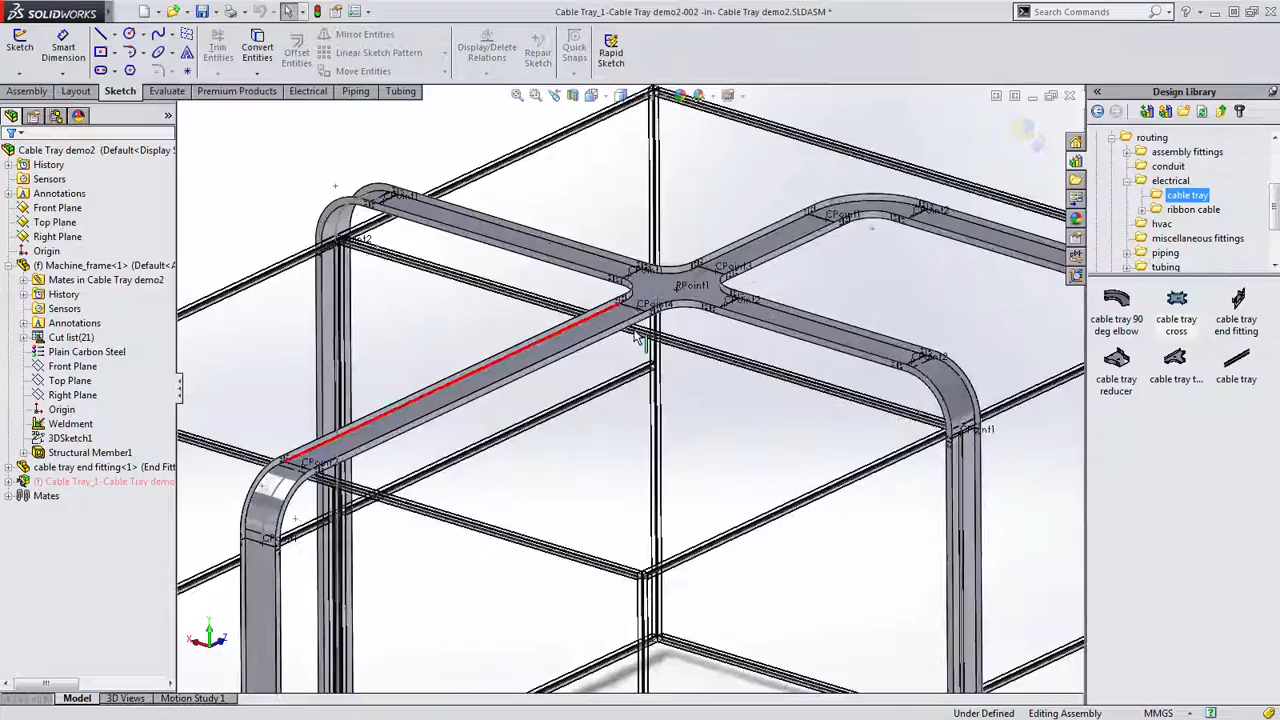 SOLIDWORKS
Cable Tray_1-Cable Tray demo2-002 -in- Cable Tray demo2.SLDASM *
Search Commands
Sketch
Smart Dimension
Trim Entities
Convert Entities
Offset Entities
Mirror Entities
Linear Sketch Pattern
Move Entities
Display/Delete Relations
Repair Sketch
Quick Snaps
Rapid Sketch
Assembly
Layout
Sketch
Evaluate
Premium Products
Electrical
Piping
Tubing
Cable Tray demo2 (Default<Display S
History
Sensors
Annotations
Front Plane
Top Plane
Right Plane
Origin
(f) Machine_frame<1> (Default<A
Mates in Cable Tray demo2
History
Sensors
Annotations
Cut list(21)
Plain Carbon Steel
Front Plane
Top Plane
Right Plane
Origin
Weldment
3DSketch1
Structural Member1
cable tray end fitting<1> (End Fitt
(f) Cable Tray_1-Cable Tray demo
Mates
RPoint1
CPoint4
CPoint1
Design Library
routing
assembly fittings
conduit
electrical
cable tray
ribbon cable
hvac
miscellaneous fittings
piping
tubing
cable tray 90 deg elbow
cable tray cross
cable tray end fitting
cable tray reducer
cable tray t...
cable tray
Model
3D Views
Motion Study 1
Under Defined
Editing Assembly
MMGS